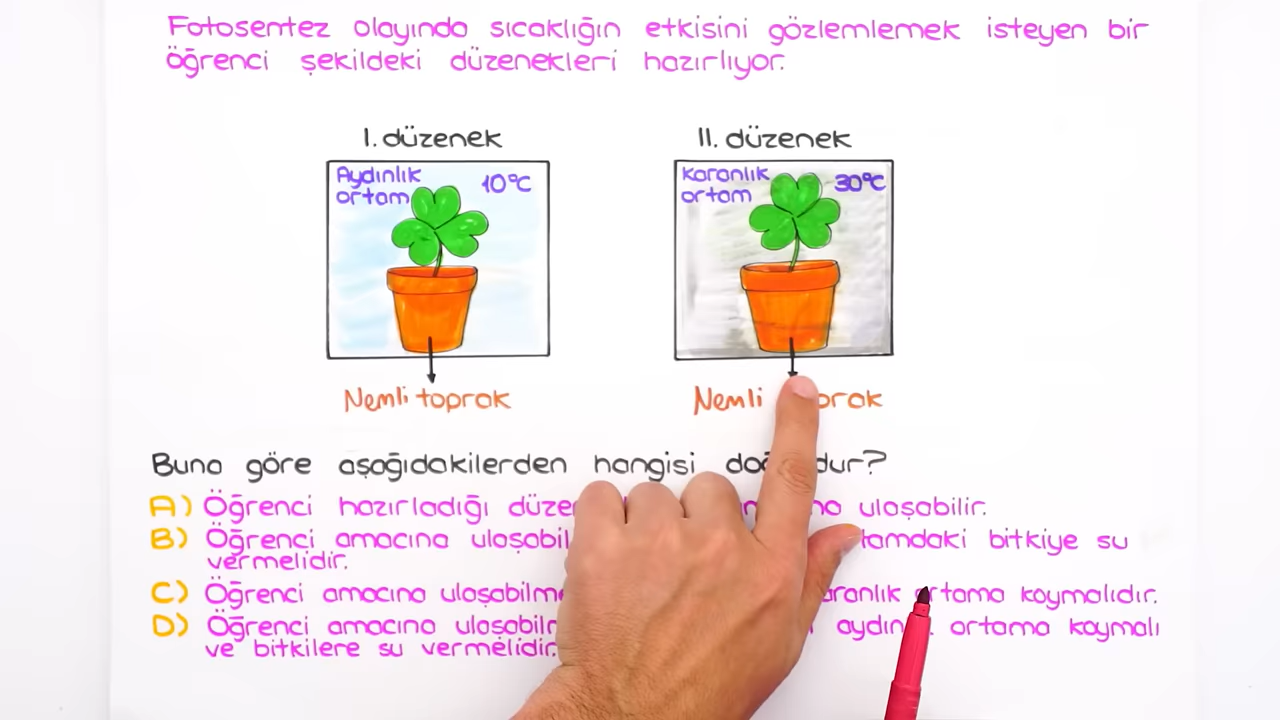 Fotosentez olayında sıcaklığın etkisini gözlemlemek isteyen bir
öğrenci şekildeki düzenekleri hazırlıyor.
I. düzenek
II. düzenek
Aydınlık
ortam
10°C
Karanlık
ortam
30°C
Nemli toprak
Nemli
Buna göre aşağıdakilerden hangisi
A) Öğrenci hazırladığı ulaşabilir.
B) Öğrenci amacına bitkiye su
vermelidir.
C) Öğrenci amacına ortama koymalıdır.
D) Öğrenci amacına ortama koymalı
ve bitkilere su vermelidir.